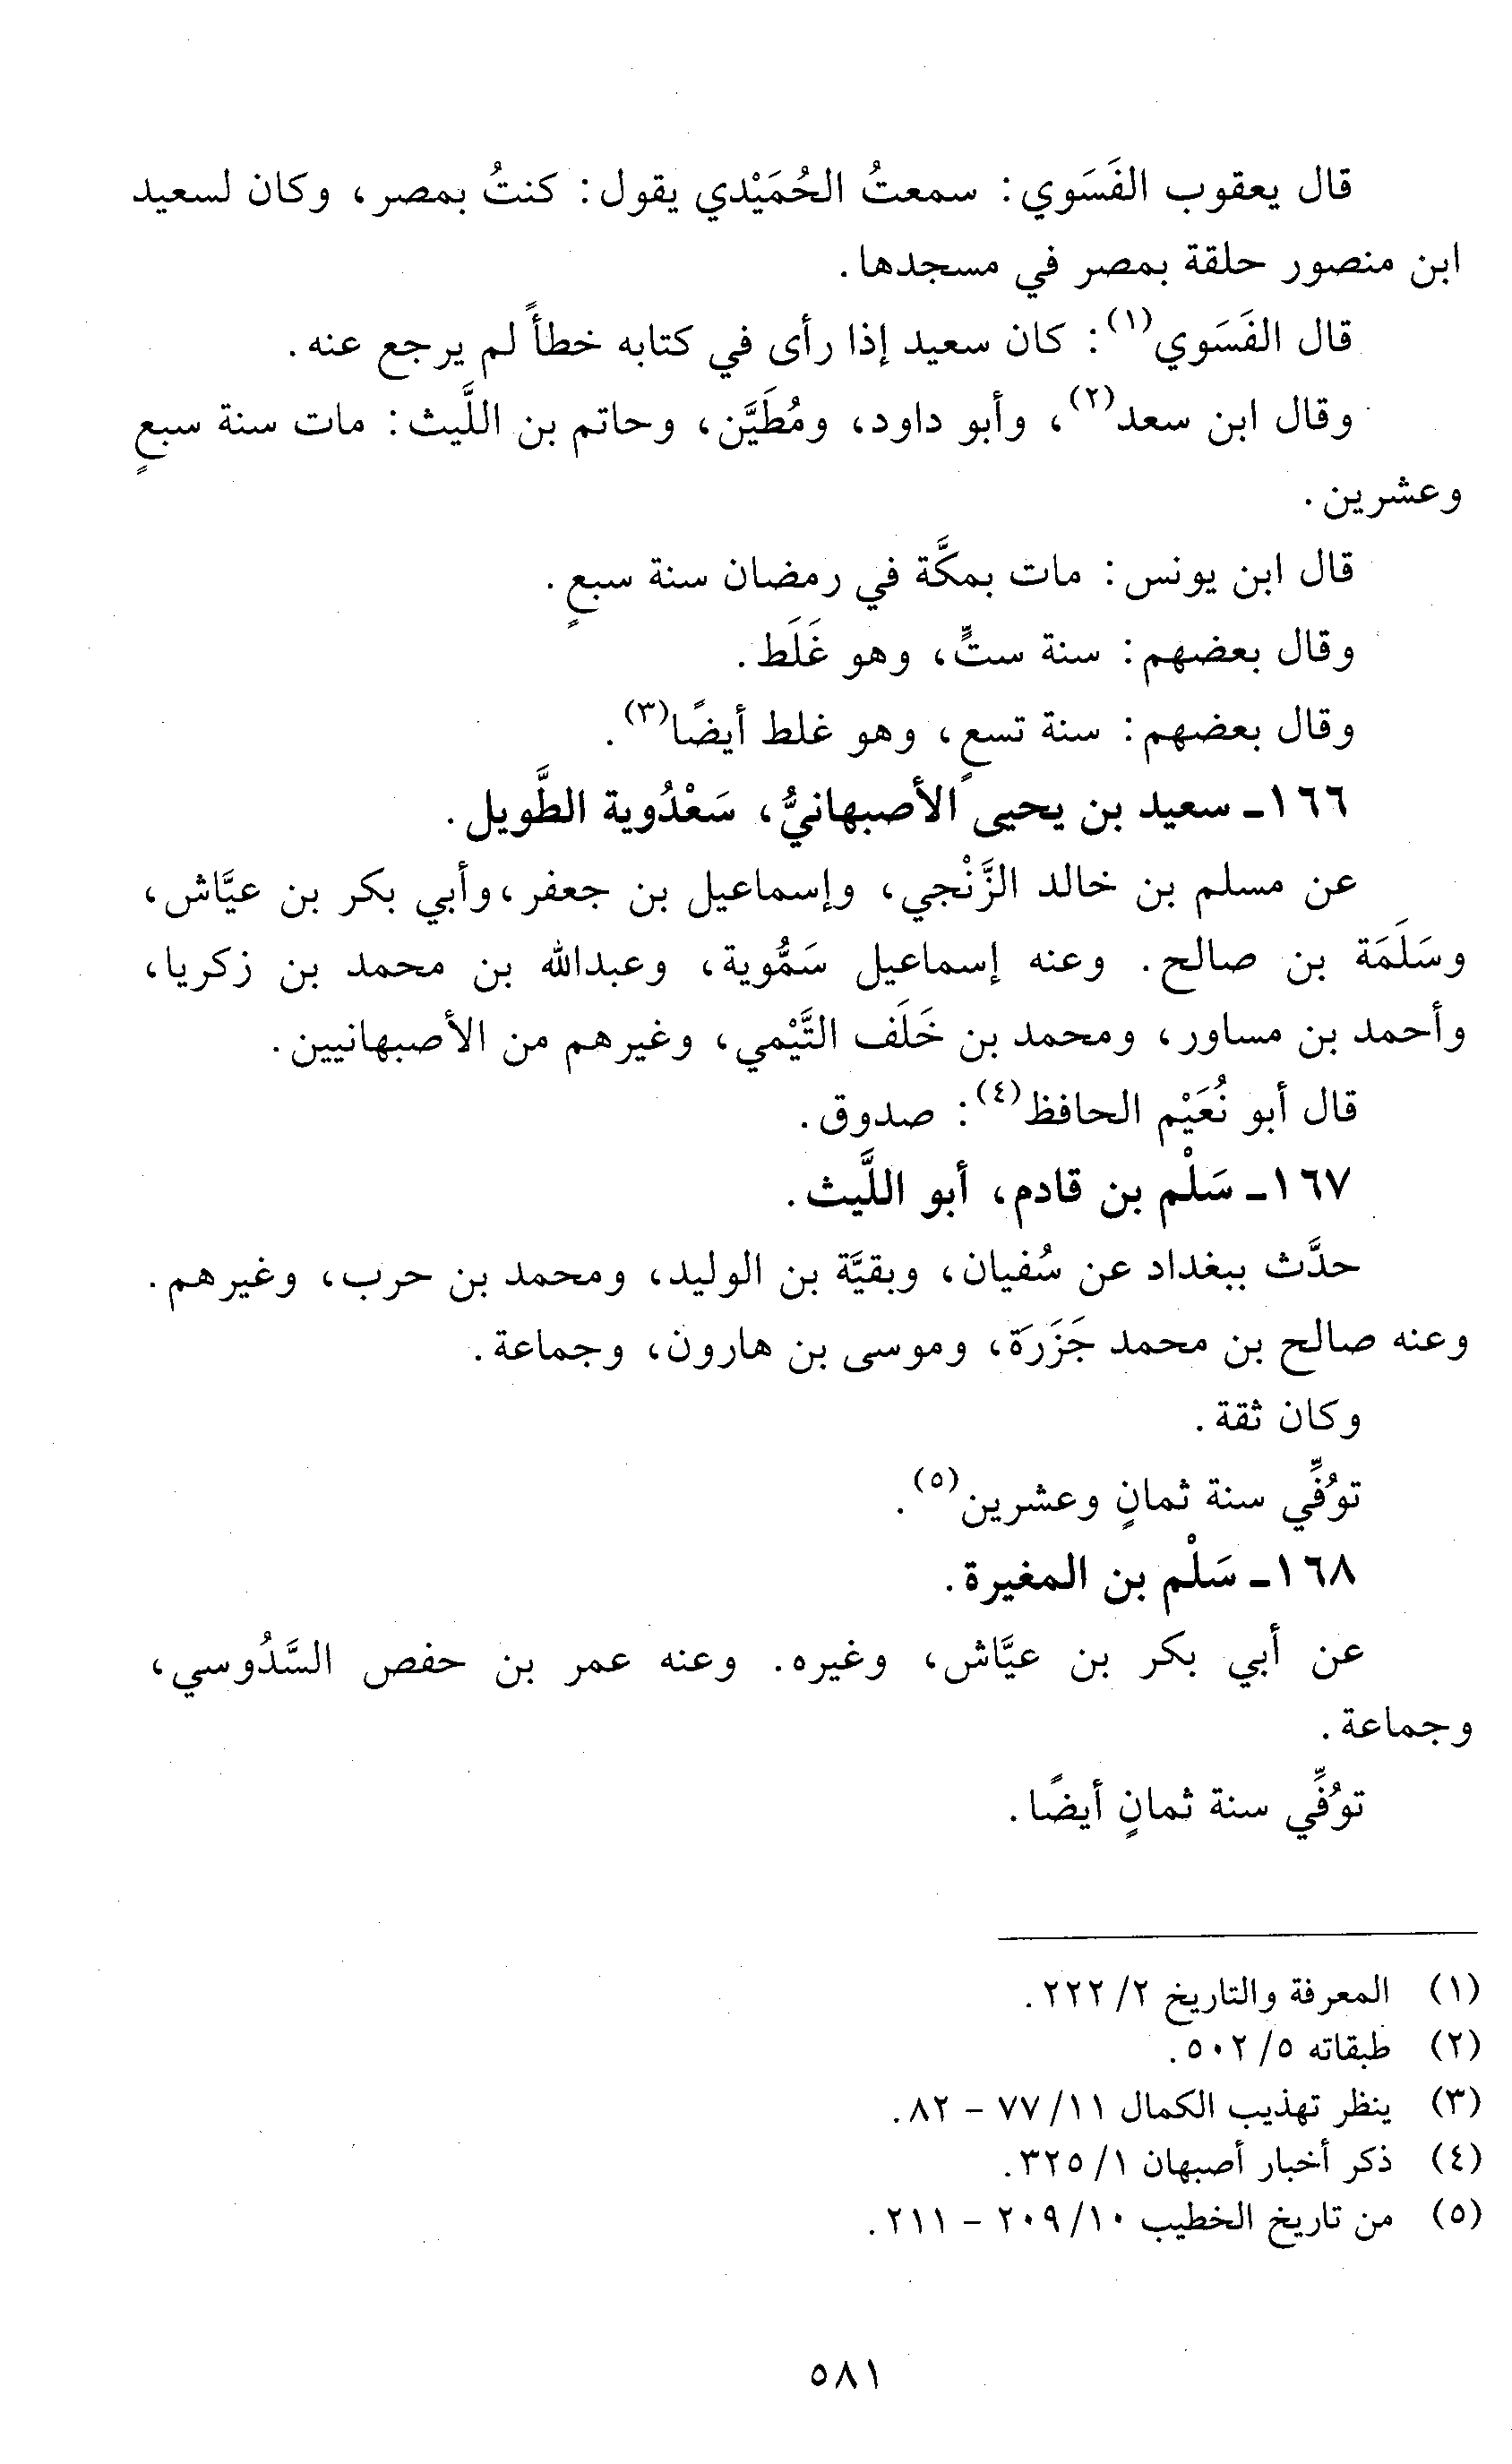 قال يعقوب الفَسَوي: سمعتُ الحُمَيْدي يقول: كنتُ بمصر، وكان لسعيد
ابن منصور حلقة بمصر في مسجدها.
قال الفَسَوي(١): كان سعيد إذا رأى في كتابه خطأً لم يرجع عنه.
وقال ابن سعد(٢)، وأبو داود، ومُطَيَّن، وحاتم بن اللَّيث: مات سنة سبعٍ
وعشرين.
قال ابن يونس: مات بمكَّة في رمضان سنة سبعٍ.
وقال بعضهم: سنة ستٍّ، وهو غَلَط.
وقال بعضهم: سنة تسعٍ، وهو غلط أيضًا(٣).
١٦٦- سعيد بن يحيى الأصبهانيُّ، سَعْدُوية الطَّويل.
عن مسلم بن خالد الزَّنْجي، وإسماعيل بن جعفر، وأبي بكر بن عيَّاش،
وسَلَمَة بن صالح. وعنه إسماعيل سَمُّوية، وعبدالله بن محمد بن زكريا،
وأحمد بن مساور، ومحمد بن خَلَف التَّيْمي، وغيرهم من الأصبهانيين.
قال أبو نُعَيْم الحافظ(٤): صدوق.
١٦٧- سَلْم بن قادم، أبو اللَّيث.
حدَّث ببغداد عن سُفيان، وبقيَّة بن الوليد، ومحمد بن حرب، وغيرهم.
وعنه صالح بن محمد جَزَرَة، وموسى بن هارون، وجماعة.
وكان ثقة.
توُفِّي سنة ثمانٍ وعشرين(٥).
١٦٨- سَلْم بن المغيرة.
عن أبي بكر بن عيَّاش، وغيره. وعنه عمر بن حفص السَّدُوسي،
وجماعة.
توُفِّي سنة ثمانٍ أيضًا.
(١) المعرفة والتاريخ ٢/ ٢٢٢.
(٢) طبقاته ٥/ ٥٠٢.
(٣) ينظر تهذيب الكمال ١١/ ٧٧ - ٨٢.
(٤) ذكر أخبار أصبهان ١/ ٣٢٥.
(٥) من تاريخ الخطيب ١٠/ ٢٠٩ - ٢١١.
٥٨١